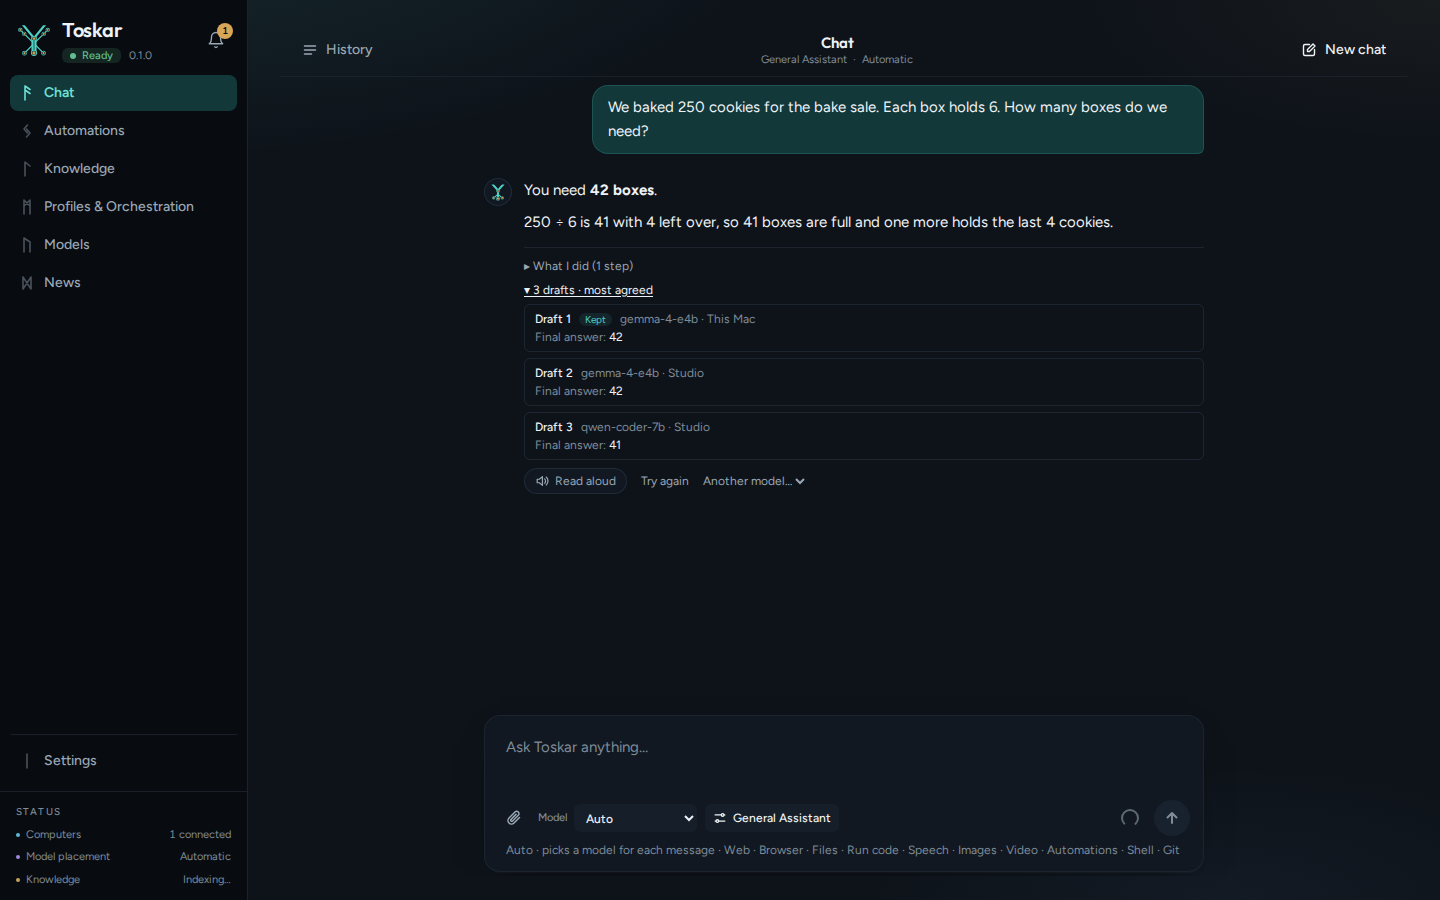 Toskar
1
Ready 0.1.0
Chat
Automations
Knowledge
Profiles & Orchestration
Models
News
Settings
STATUS
Computers 1 connected
Model placement Automatic
Knowledge Indexing...
History
Chat
General Assistant · Automatic
New chat
We baked 250 cookies for the bake sale. Each box holds 6. How many boxes do we
need?
You need 42 boxes.
250 ÷ 6 is 41 with 4 left over, so 41 boxes are full and one more holds the last 4 cookies.
▸ What I did (1 step)
▾ 3 drafts · most agreed
Draft 1 Kept gemma-4-e4b · This Mac
Final answer: 42
Draft 2 gemma-4-e4b · Studio
Final answer: 42
Draft 3 qwen-coder-7b · Studio
Final answer: 41
Read aloud Try again Another model...
Ask Toskar anything...
Model Auto General Assistant
Auto · picks a model for each message · Web · Browser · Files · Run code · Speech · Images · Video · Automations · Shell · Git